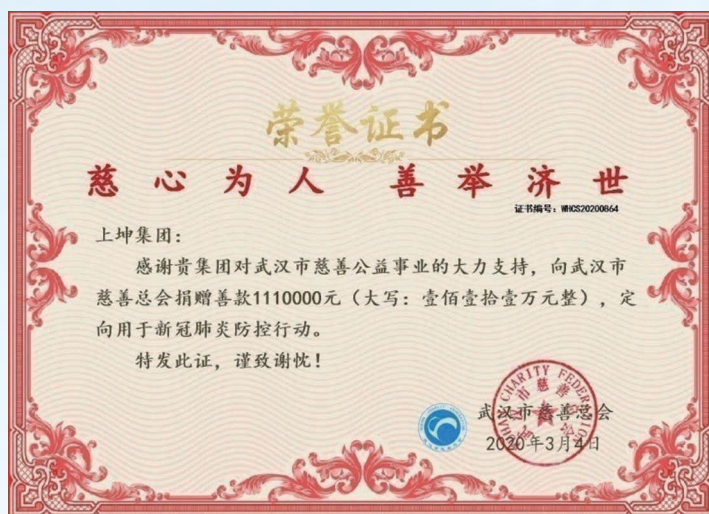 荣誉证书
慈心为人 善举济世
证书编号：WHCS20200864
上坤集团：
感谢贵集团对武汉市慈善公益事业的大力支持，向武汉市
慈善总会捐赠善款1110000元（大写：壹佰壹拾壹万元整），定
向用于新冠肺炎防控行动。
特发此证，谨致谢忱！
武汉市慈善总会
2020年3月4日